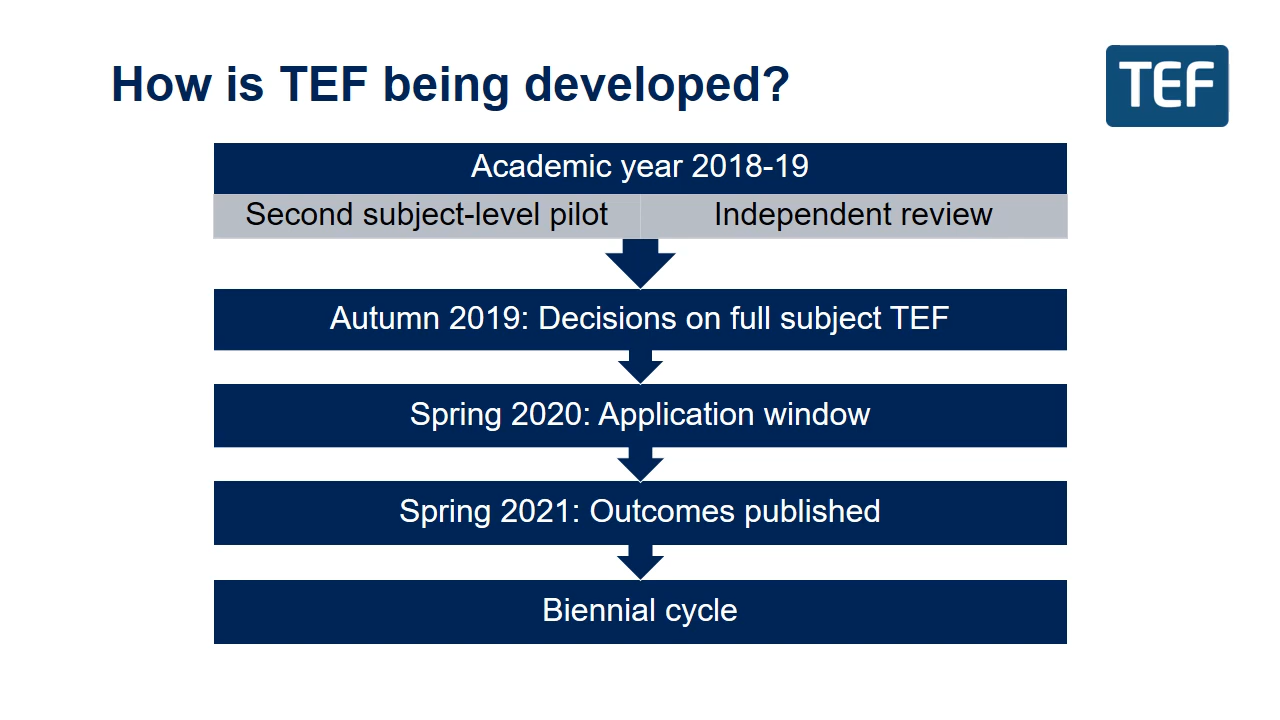 How is TEF being developed?
TEF
Academic year 2018-19
Second subject-level pilot
Independent review
Autumn 2019: Decisions on full subject TEF
Spring 2020: Application window
Spring 2021: Outcomes published
Biennial cycle